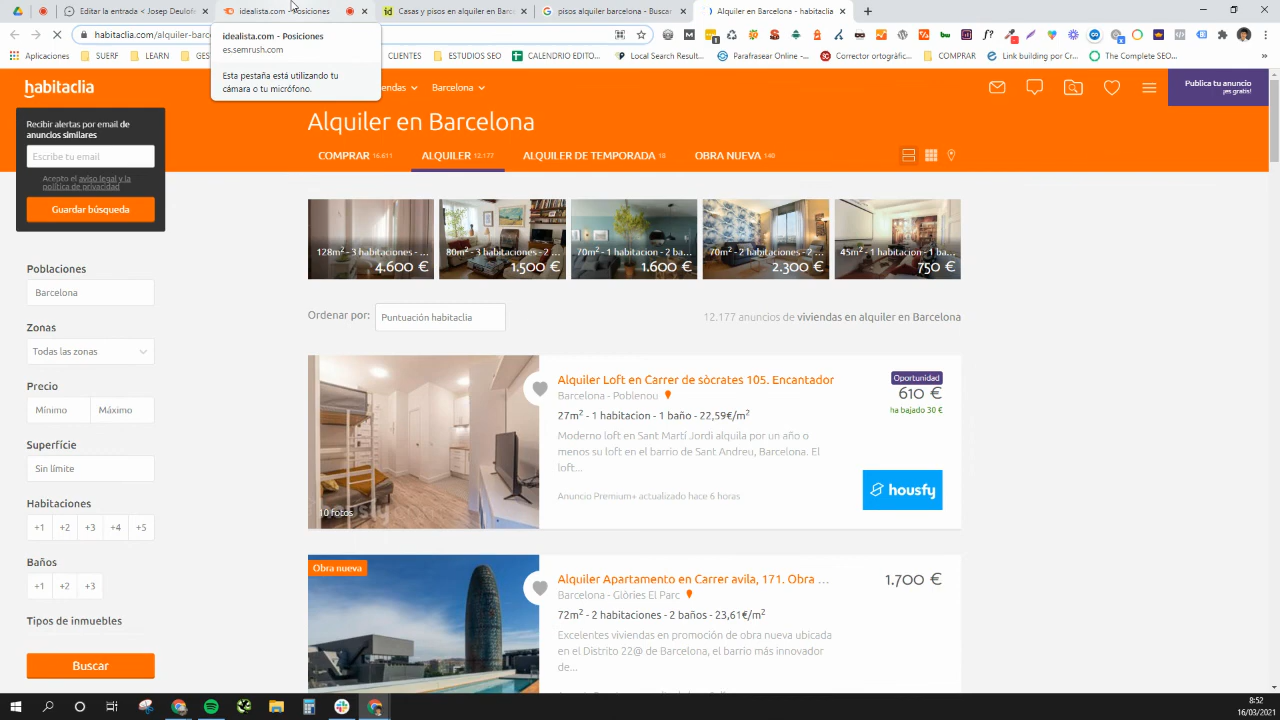 Editando la entrada - Josep Deulof
idealista.com - Posiciones
Casas y pisos en Barcelona
pisos barcelona
idealista.com - Posiciones
habitaclia.com/alquiler-barc
idealista.com - Posiciones
es.semrush.com
Esta pestaña está utilizando tu
cámara o tu micrófono.
Aplicaciones
SUERF
LEARN
CLIENTES
ESTUDIOS SEO
CALENDARIO EDITO...
Local Search Result...
Parafrasear Online -...
Corrector ortográfic...
COMPRAR
Link building por Cr...
The Complete SEO...
habitaclia
Barcelona
Publica tu anuncio
¡es gratis!
Recibir alertas por email de
anuncios similares
Escribe tu email
Acepto el aviso legal y la
política de privacidad
Guardar búsqueda
Alquiler en Barcelona
COMPRAR 16.611
ALQUILER 12.177
ALQUILER DE TEMPORADA 18
OBRA NUEVA 140
128m2 - 3 habitaciones - ...
4.600 €
80m2 - 3 habitaciones - 2 ...
1.500 €
70m2 - 1 habitacion - 2 ba...
1.600 €
70m2 - 2 habitaciones - 2 ...
2.300 €
45m2 - 1 habitacion - 1 ba...
750 €
Poblaciones
Barcelona
Zonas
Todas las zonas
Precio
Mínimo
Máximo
Superfície
Sin límite
Habitaciones
+1 +2 +3 +4 +5
Baños
+1 +2 +3
Tipos de inmuebles
Buscar
Ordenar por:
Puntuación habitaclia
12.177 anuncios de viviendas en alquiler en Barcelona
Alquiler Loft en Carrer de sòcrates 105. Encantador
Barcelona - Poblenou
27m2 - 1 habitacion - 1 baño - 22,59€/m2
Moderno loft en Sant Martí Jordi alquila por un año o
menos su loft en el barrio de Sant Andreu, Barcelona. El
loft...
Anuncio Premium+ actualizado hace 6 horas
Oportunidad
610 €
ha bajado 30 €
housfy
10 fotos
Obra nueva
Alquiler Apartamento en Carrer avila, 171. Obra ...
1.700 €
Barcelona - Glòries El Parc
72m2 - 2 habitaciones - 2 baños - 23,61€/m2
Excelentes viviendas en promoción de obra nueva ubicada
en el Distrito 22@ de Barcelona, el barrio más innovador
de...
8:52
16/03/2021